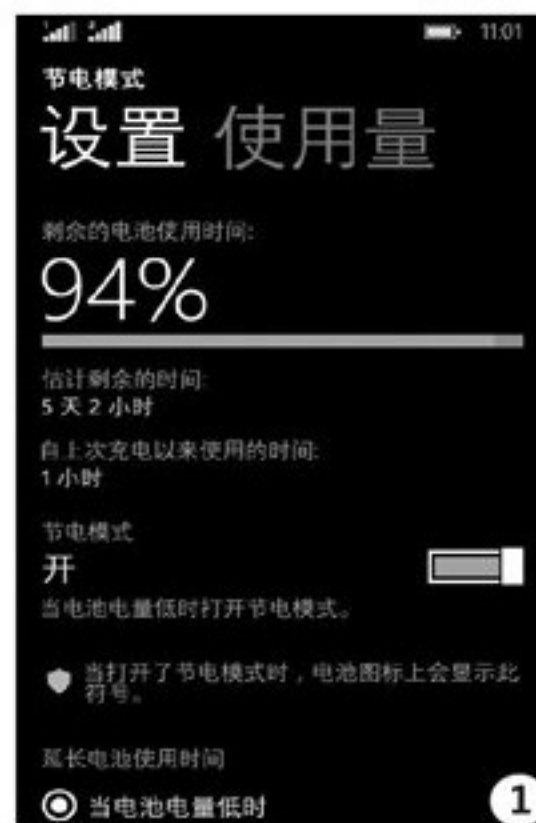 11:01
节电模式
设置 使用量
剩余的电池使用时间:
94%
估计剩余的时间:
5 天 2 小时
自上次充电以来使用的时间:
1 小时
节电模式
开
当电池电量低时打开节电模式。
当打开了节电模式时，电池图标上会显示此
符号。
延长电池使用时间
当电池电量低时
1